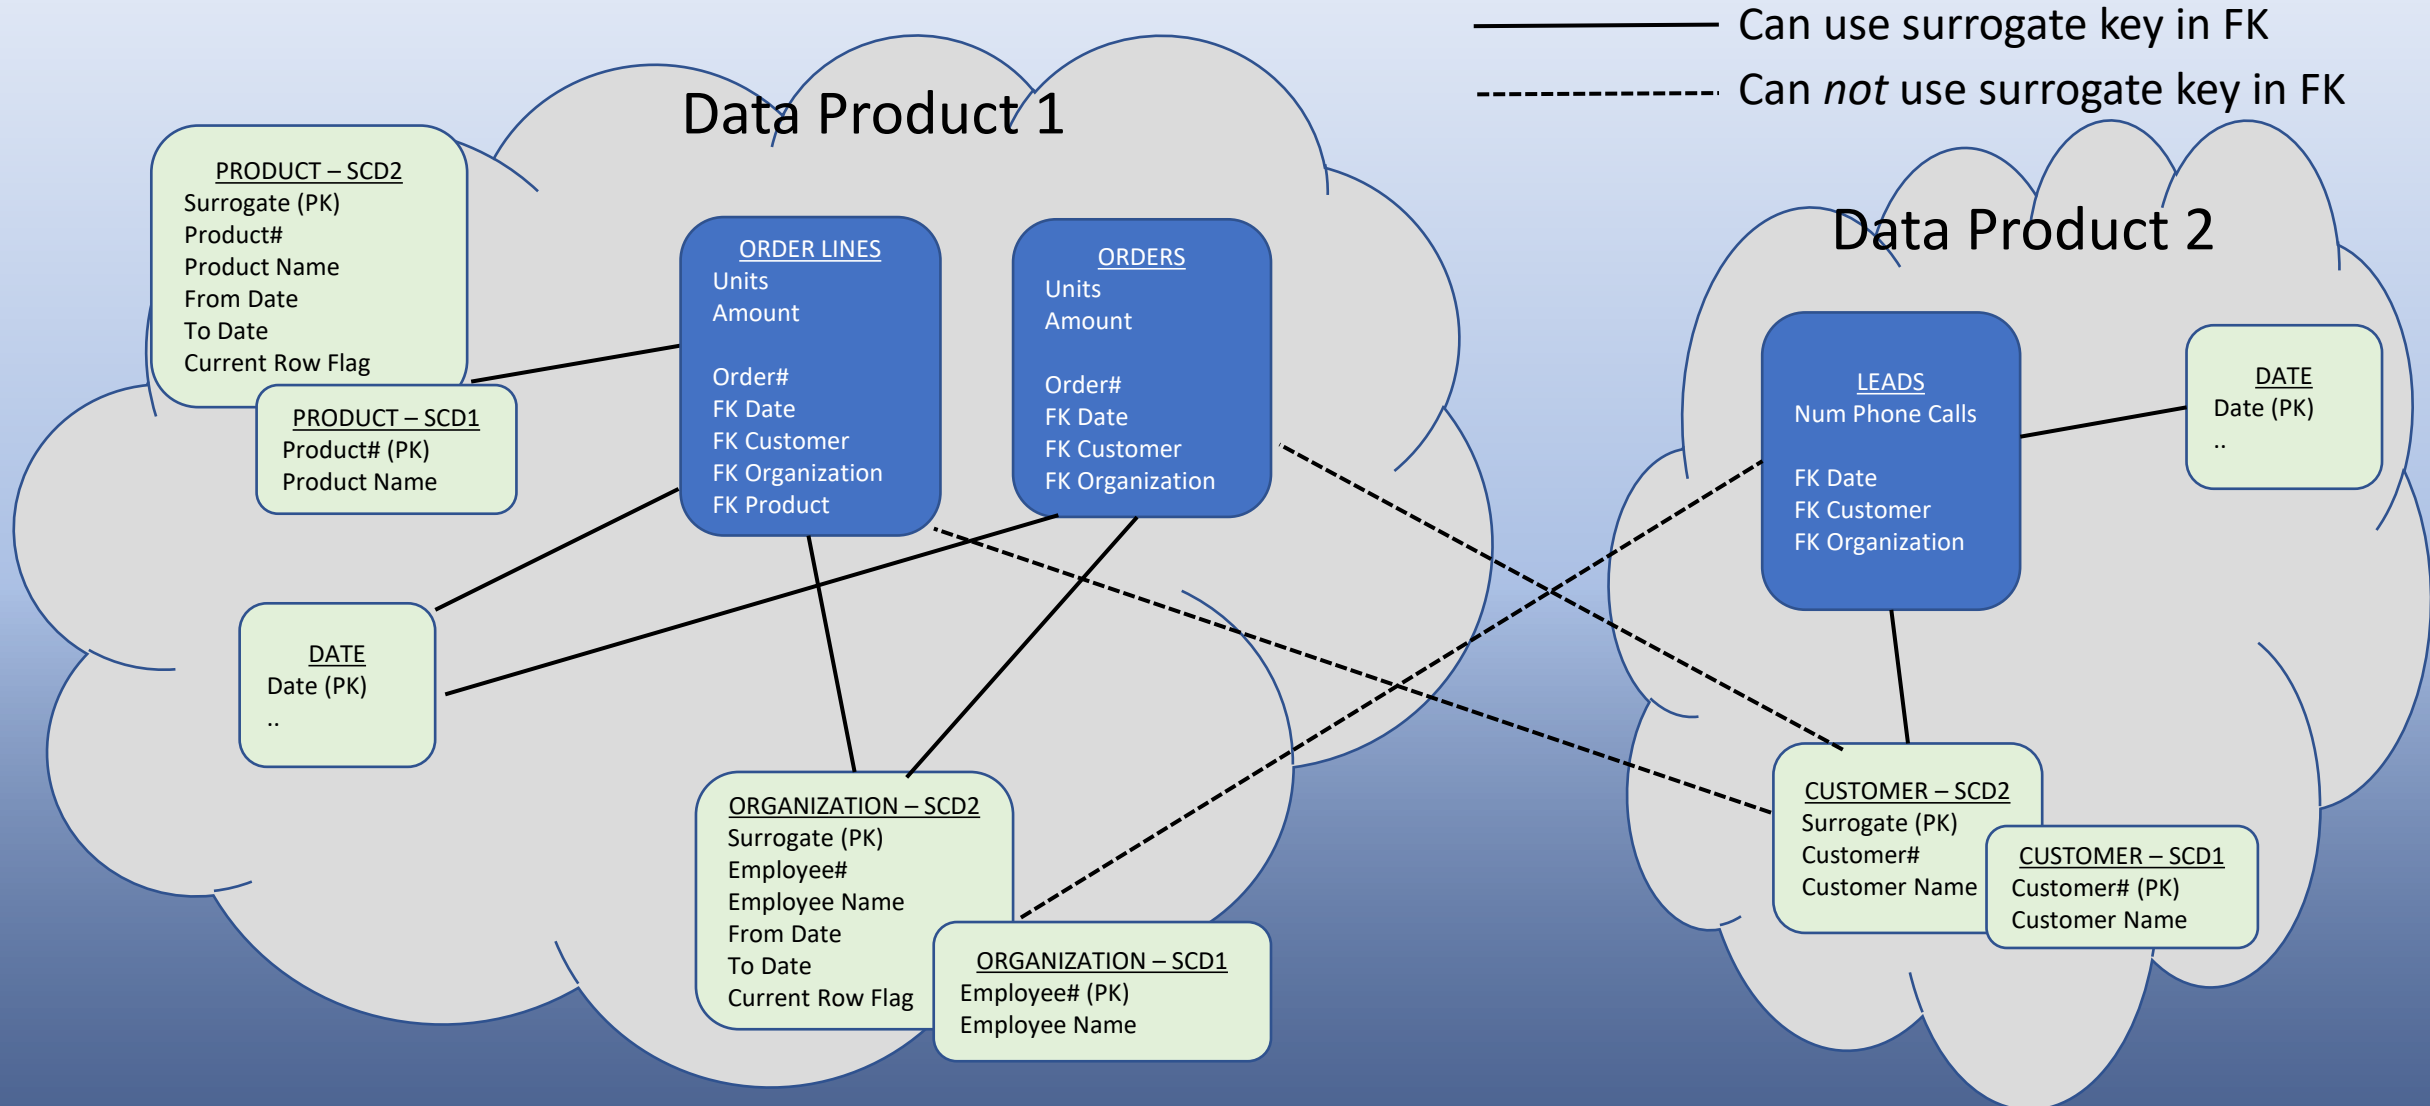 Can use surrogate key in FK
Can not use surrogate key in FK
Data Product 1
PRODUCT – SCD2
Surrogate (PK)
Product#
Product Name
From Date
To Date
Current Row Flag
PRODUCT – SCD1
Product# (PK)
Product Name
ORDER LINES
Units
Amount
Order#
FK Date
FK Customer
FK Organization
FK Product
ORDERS
Units
Amount
Order#
FK Date
FK Customer
FK Organization
DATE
Date (PK)
..
ORGANIZATION – SCD2
Surrogate (PK)
Employee#
Employee Name
From Date
To Date
Current Row Flag
ORGANIZATION – SCD1
Employee# (PK)
Employee Name
Data Product 2
LEADS
Num Phone Calls
FK Date
FK Customer
FK Organization
DATE
Date (PK)
..
CUSTOMER – SCD2
Surrogate (PK)
Customer#
Customer Name
CUSTOMER – SCD1
Customer# (PK)
Customer Name